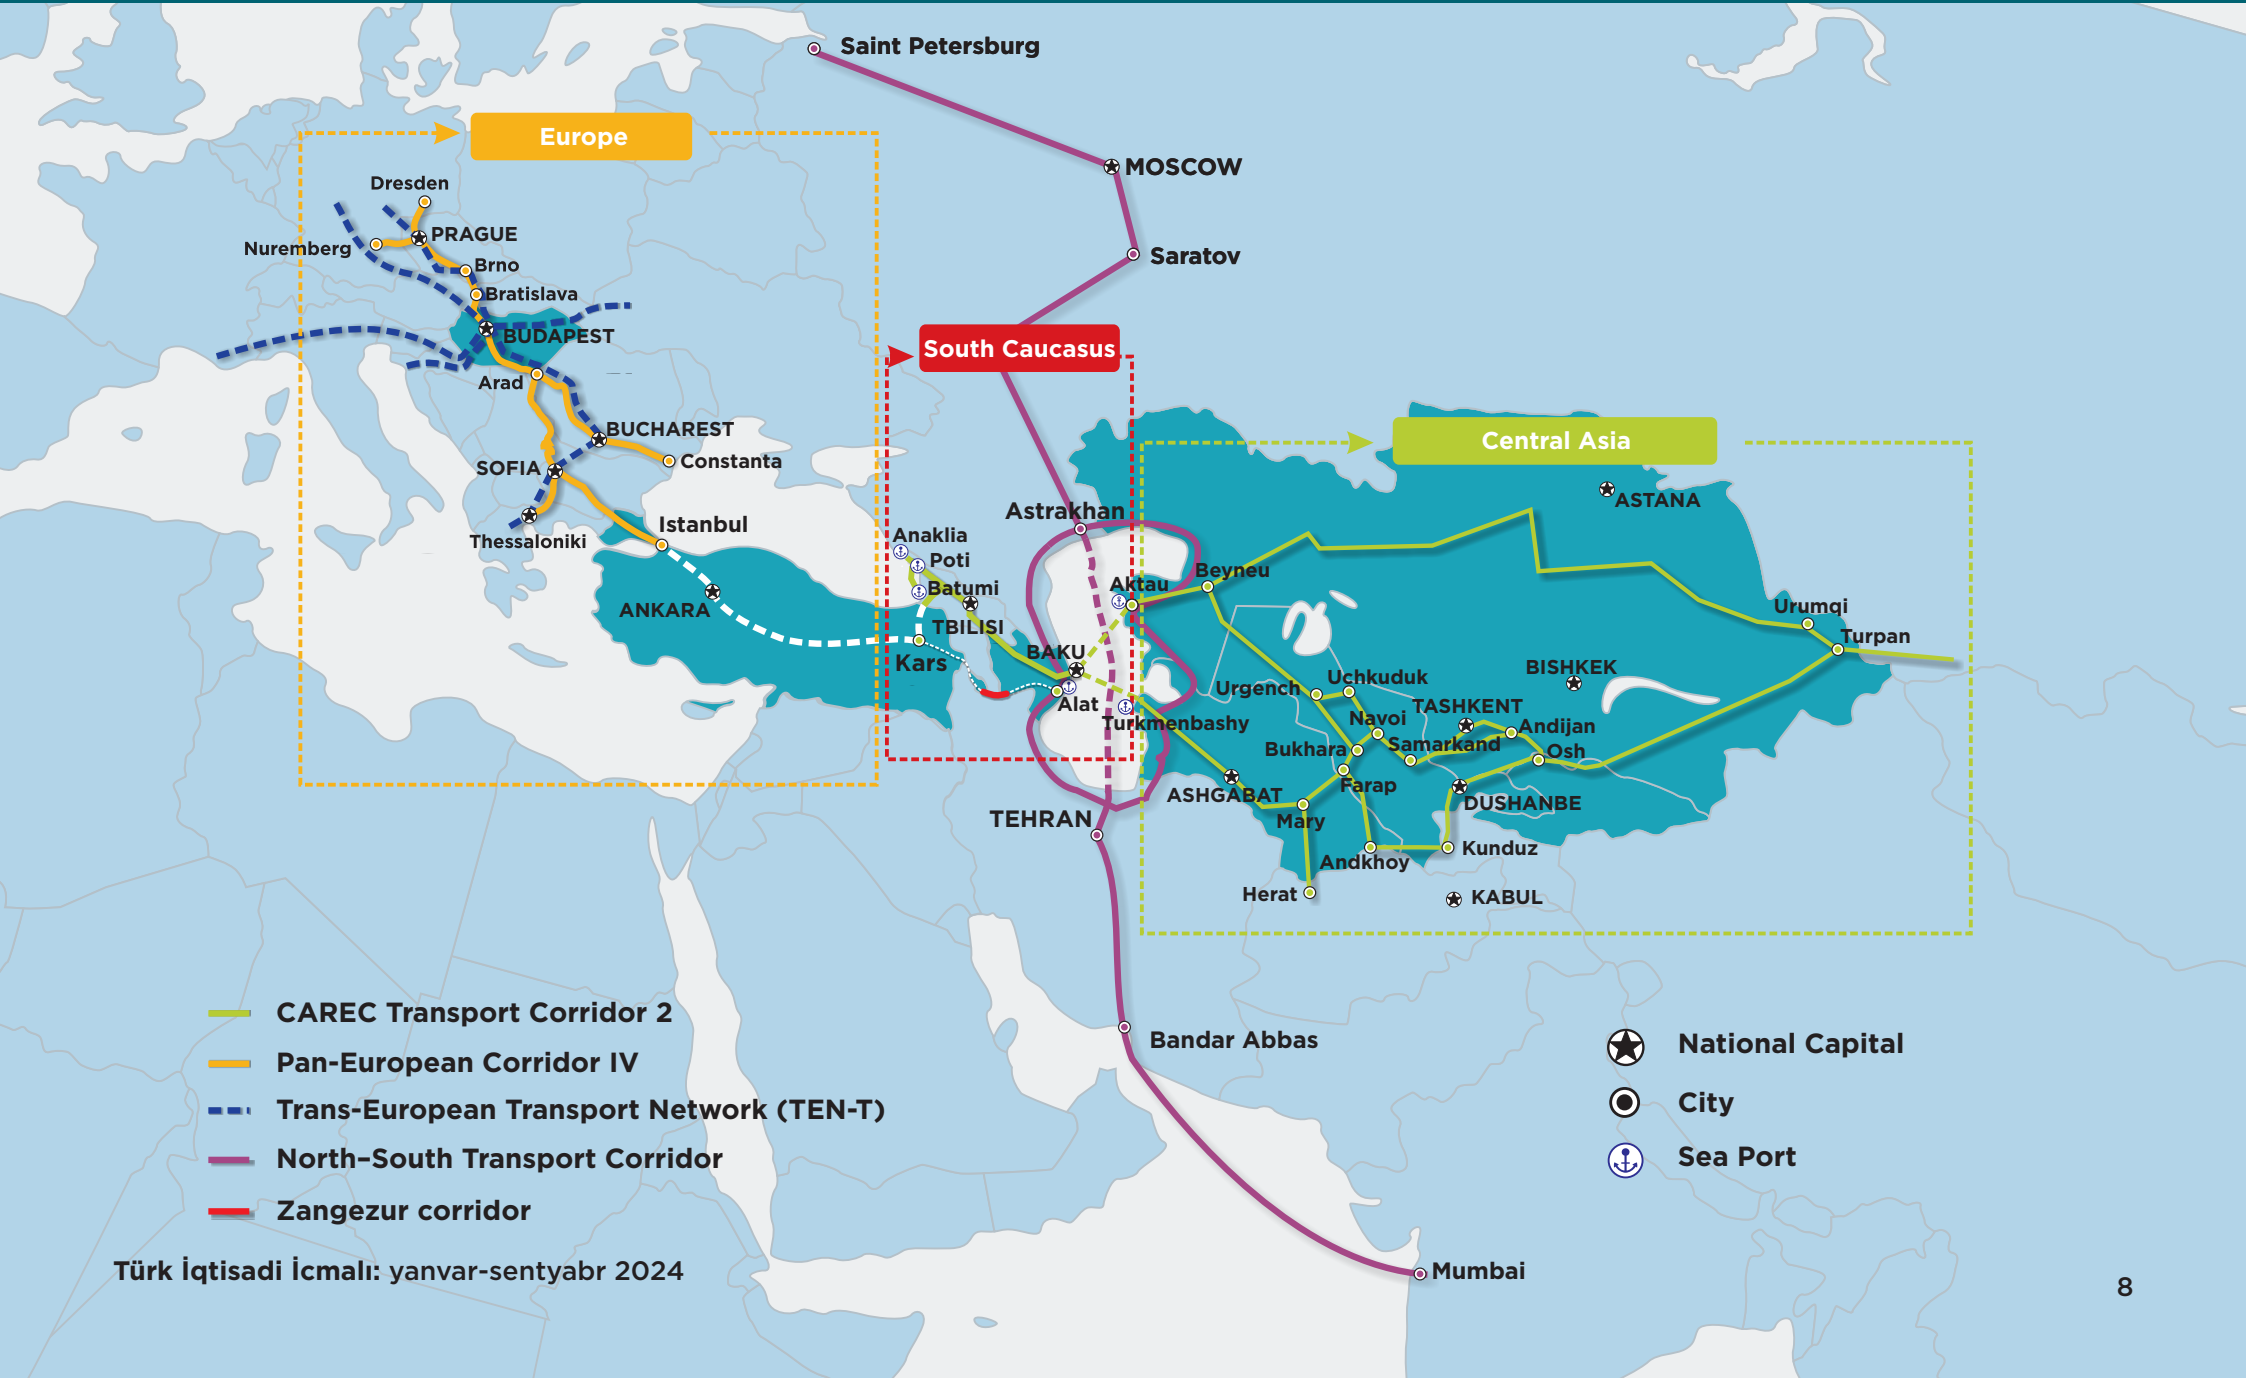 Saint Petersburg
Europe
MOSCOW
Dresden
PRAGUE
Nuremberg
Saratov
Brno
Bratislava
BUDAPEST
South Caucasus
Arad
BUCHAREST
Central Asia
Constanta
SOFIA
ASTANA
Astrakhan
Istanbul
Anaklia
Thessaloniki
Poti
Beyneu
Aktau
Batumi
ANKARA
Urumqi
TBILISI
Turpan
BAKU
Kars
BISHKEK
Uchkuduk
Urgench
Alat
TASHKENT
Turkmenbashy
Navoi
Andijan
Samarkand
Bukhara
Osh
Farap
ASHGABAT
DUSHANBE
TEHRAN
Mary
Kunduz
Andkhoy
Herat
KABUL
CAREC Transport Corridor 2
Pan-European Corridor IV
Trans-European Transport Network (TEN-T)
North–South Transport Corridor
Zangezur corridor
Bandar Abbas
National Capital
City
Sea Port
Mumbai
Türk İqtisadi İcmalı: yanvar-sentyabr 2024
8